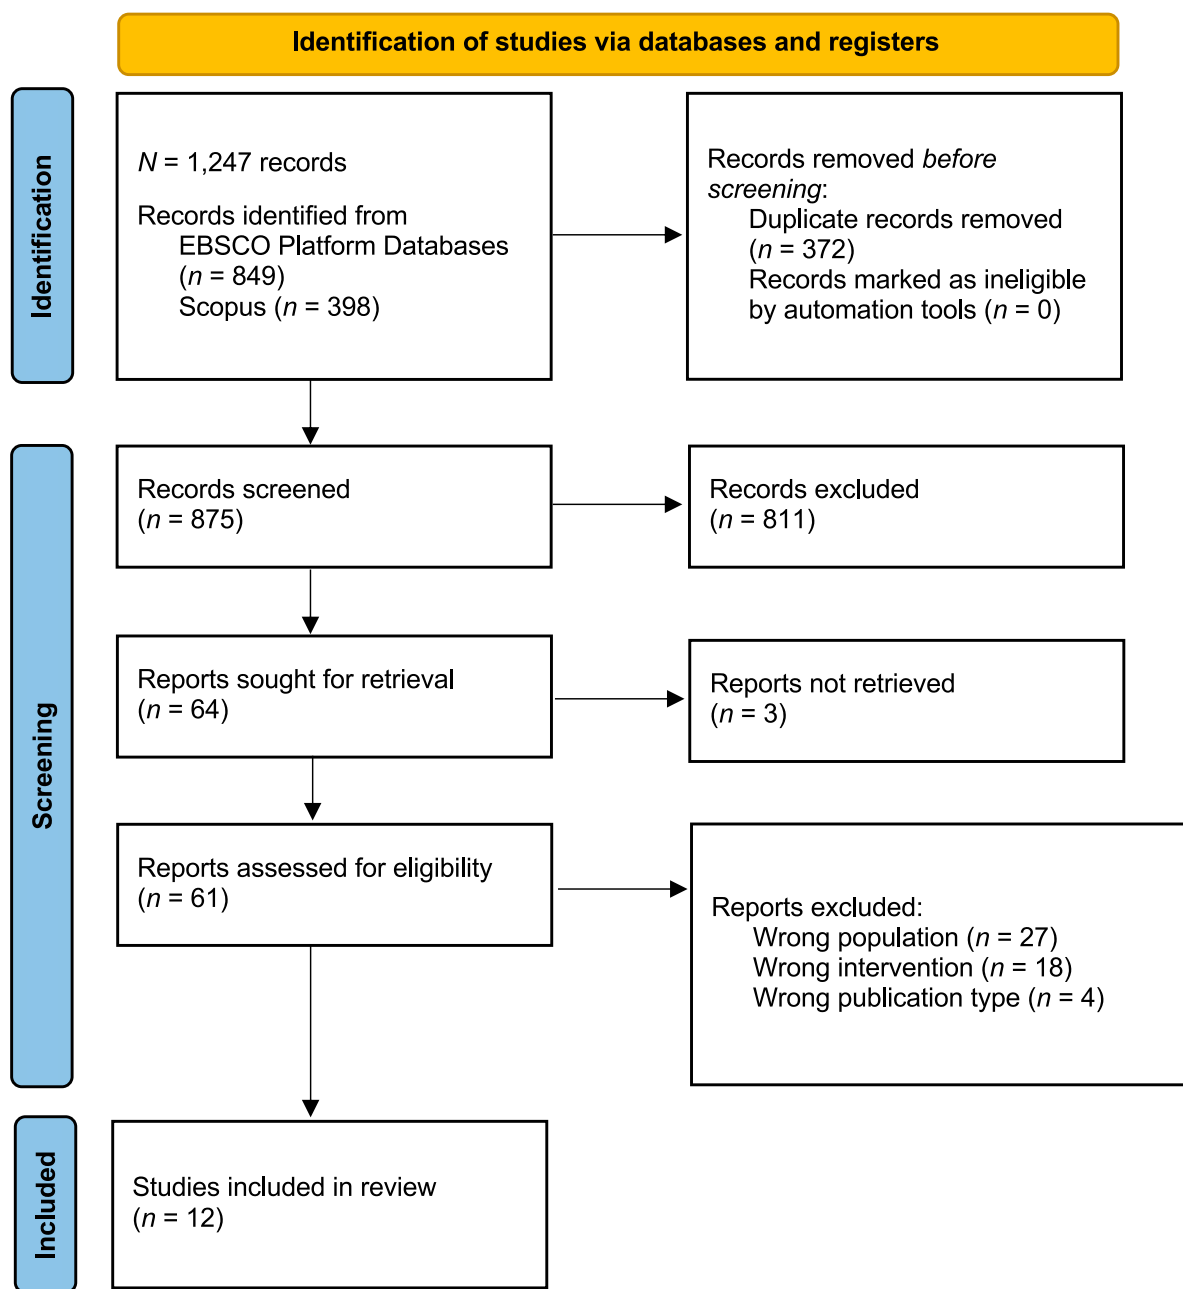 Identification of studies via databases and registers
Identification
N = 1,247 records
Records identified from
EBSCO Platform Databases
(n = 849)
Scopus (n = 398)
Records removed before
screening:
Duplicate records removed
(n = 372)
Records marked as ineligible
by automation tools (n = 0)
Screening
Records screened
(n = 875)
Records excluded
(n = 811)
Reports sought for retrieval
(n = 64)
Reports not retrieved
(n = 3)
Reports assessed for eligibility
(n = 61)
Reports excluded:
Wrong population (n = 27)
Wrong intervention (n = 18)
Wrong publication type (n = 4)
Included
Studies included in review
(n = 12)